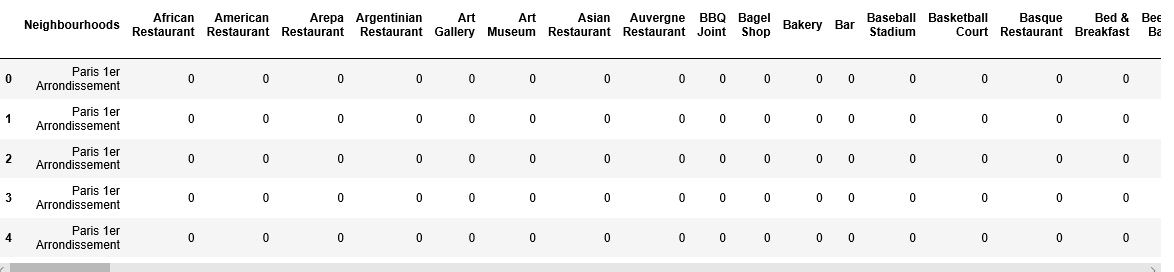 Neighbourhoods African Restaurant American Restaurant Arepa Restaurant Argentinian Restaurant Art Gallery Art Museum Asian Restaurant Auvergne Restaurant BBQ Joint Bagel Shop Bakery Bar Baseball Stadium Basketball Court Basque Restaurant Bed & Breakfast
0 Paris 1er Arrondissement 0 0 0 0 0 0 0 0 0 0 0 0 0 0 0 0
1 Paris 1er Arrondissement 0 0 0 0 0 0 0 0 0 0 0 0 0 0 0 0
2 Paris 1er Arrondissement 0 0 0 0 0 0 0 0 0 0 0 0 0 0 0 0
3 Paris 1er Arrondissement 0 0 0 0 0 0 0 0 0 0 0 0 0 0 0 0
4 Paris 1er Arrondissement 0 0 0 0 0 0 0 0 0 0 0 0 0 0 0 0